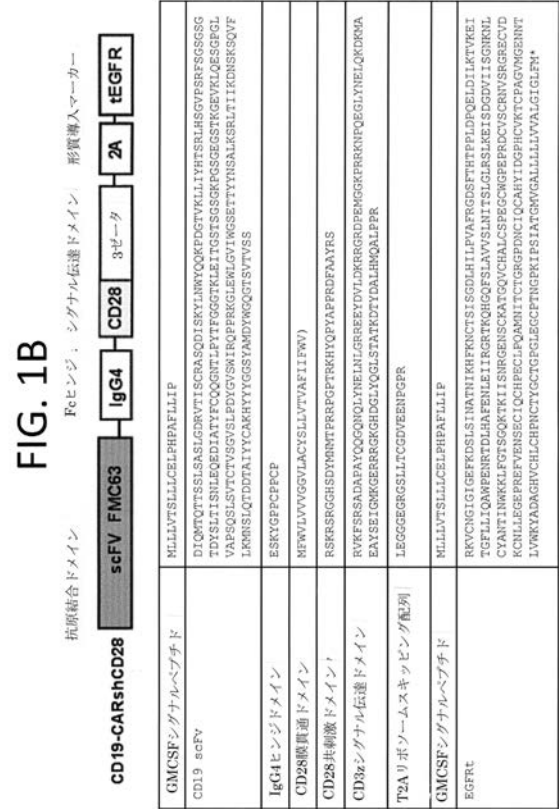 FIG. 1B
抗原結合ドメイン Fcヒンジ: シグナル伝達ドメイン 形質導入マーカー
CD19-CARshCD28 scFV FMC63 IgG4 CD28 3ゼータ 2A tEGFR
GMCSFシグナルペプチド MLLLVTSLLLCELPHPAFLLIP
CD19 scFv DIQMTQTTSSLSASLGDRVTISCRASQDISKYLNWYQQKPDGTVKLLIYHTSRLHSGVPSRFSGSGSG
TDYSLTISNLEQEDIATYFCQQGNTLPYTFGGGTKLEITGSTSGSGKPGSGEGSTKGEVKLQESGPGL
VAPSQSLSVTCTVSGVSLPDYGVSWIRQPPRKGLEWLGVIWGSETTYYNSALKSRLTIIKDNSKSQVF
LKMNSLQTDDTAIYYCAKHYYYGGSYAMDYWGQGTSVTVSS
IgG4ヒンジドメイン ESKYGPPCPPCP
CD28膜貫通ドメイン MFWVLVVVGGVLACYSLLVTVAFIIFWV)
CD28共刺激ドメイン' RSKRSRGGHSDYMNMTPRRPGPTRKHYQPYAPPRDFAAYRS
CD3zシグナル伝達ドメイン RVKFSRSADAPAYQQGQNQLYNELNLGRREEYDVLDKRRGRDPEMGGKPRRKNPQEGLYNELQKDKMA
EAYSEIGMKGERRRGKGHDGLYQGLSTATKDTYDALHMQALPPR
T2Aリボソームスキッピング配列 LEGGGEGRGSLLTCGDVEENPGPR
GMCSFシグナルペプチド MLLLVTSLLLCELPHPAFLLIP
EGFRt RKVCNGIGIGEFKDSLSINATNIKHFKNCTSISGDLHILPVAFRGDSFTHTPPLDPQELDILKTVKEI
TGFLLIQAWPENRTDLHAFENLEIIRGRTKQHGQFSLAVVSLNITSLGLRSLKEISDGDVIISGNKNL
CYANTINWKKLFGTSGQKTKIISNRGENSCKATGQVCHALCSPEGCWGPEPRDCVSCRNVSRGRECVD
KCNLLEGEPREFVENSECIQCHPECLPQAMNITCTGRGPDNCIQCAHYIDGPHCVKTCPAGVMGENNT
LVWKYADAGHVCHLCHPNCTYGCTGPGLEGCPTNGPKIPSIATGMVGALLLLLVVALGIGLFM*